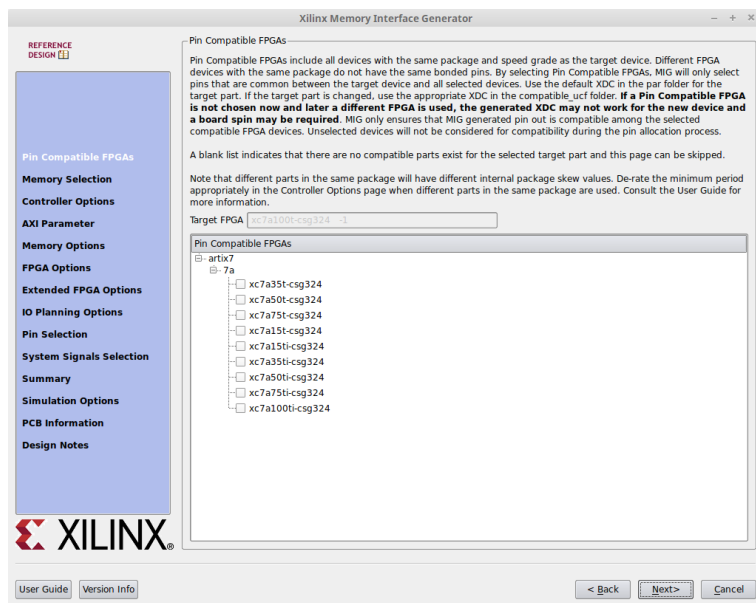 Xilinx Memory Interface Generator
REFERENCE
DESIGN
Pin Compatible FPGAs
Memory Selection
Controller Options
AXI Parameter
Memory Options
FPGA Options
Extended FPGA Options
IO Planning Options
Pin Selection
System Signals Selection
Summary
Simulation Options
PCB Information
Design Notes
XILINX®
Pin Compatible FPGAs
Pin Compatible FPGAs include all devices with the same package and speed grade as the target device. Different FPGA
devices with the same package do not have the same bonded pins. By selecting Pin Compatible FPGAs, MIG will only select
pins that are common between the target device and all selected devices. Use the default XDC in the par folder for the
target part. If the target part is changed, use the appropriate XDC in the compatible_ucf folder. If a Pin Compatible FPGA
is not chosen now and later a different FPGA is used, the generated XDC may not work for the new device and
a board spin may be required. MIG only ensures that MIG generated pin out is compatible among the selected
compatible FPGA devices. Unselected devices will not be considered for compatibility during the pin allocation process.
A blank list indicates that there are no compatible parts exist for the selected target part and this page can be skipped.
Note that different parts in the same package will have different internal package skew values. De-rate the minimum period
appropriately in the Controller Options page when different parts in the same package are used. Consult the User Guide for
more information.
Target FPGA xc7a100t-csg324 -1
Pin Compatible FPGAs
artix7
7a
xc7a35t-csg324
xc7a50t-csg324
xc7a75t-csg324
xc7a15t-csg324
xc7a15ti-csg324
xc7a35ti-csg324
xc7a50ti-csg324
xc7a75ti-csg324
xc7a100ti-csg324
User Guide Version Info < Back Next> Cancel